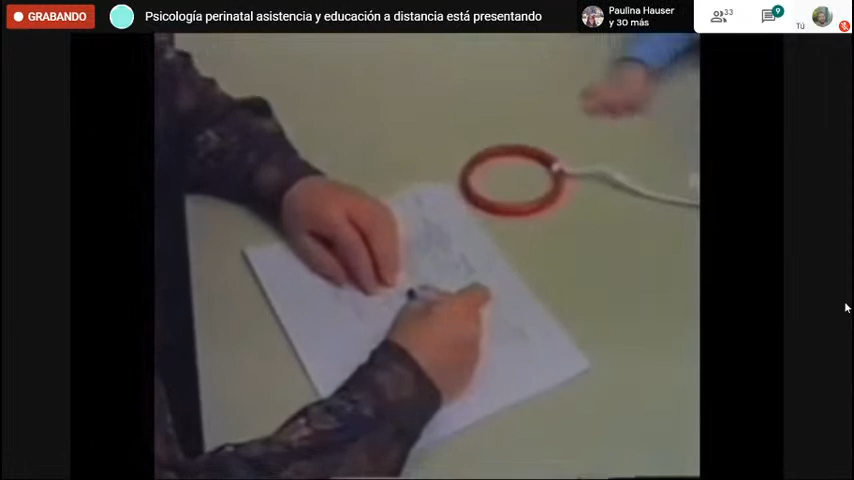 GRABANDO
Psicología perinatal asistencia y educación a distancia está presentando
Paulina Hauser
y 30 más
33
9
Tú